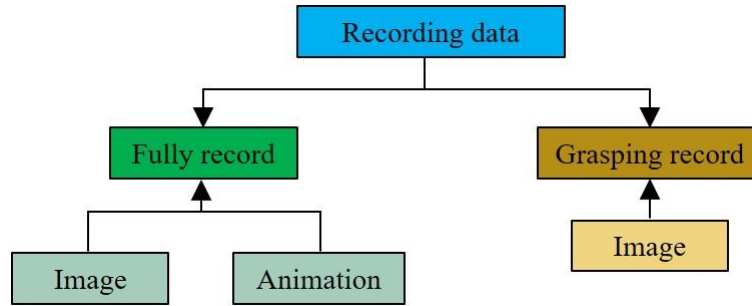 Recording data
Fully record
Grasping record
Image
Image
Animation